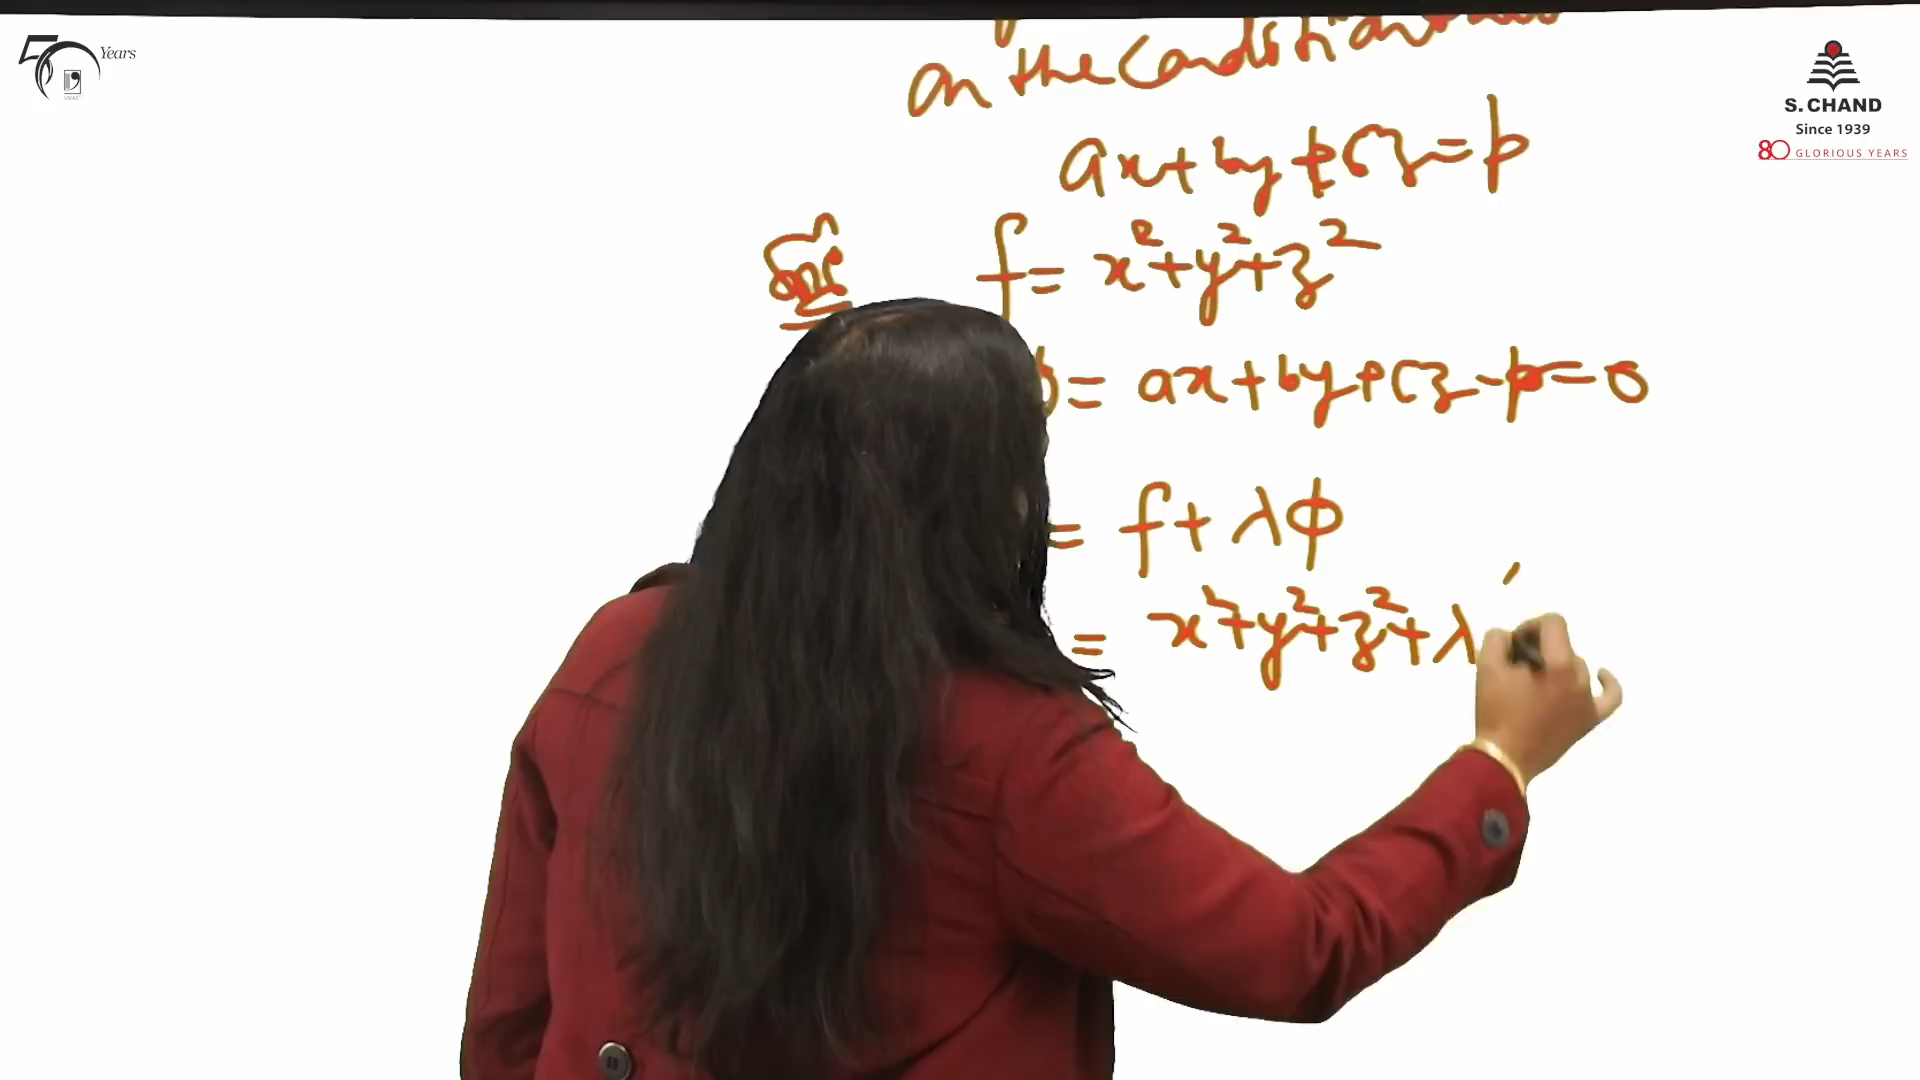 50 Years
S. CHAND
Since 1939
80 GLORIOUS YEARS
on the condition
ax + by + cz = p
Sol
f = x² + y² + z²
ϕ = ax + by + cz - p = 0
= f + λϕ
= x² + y² + z² + λ